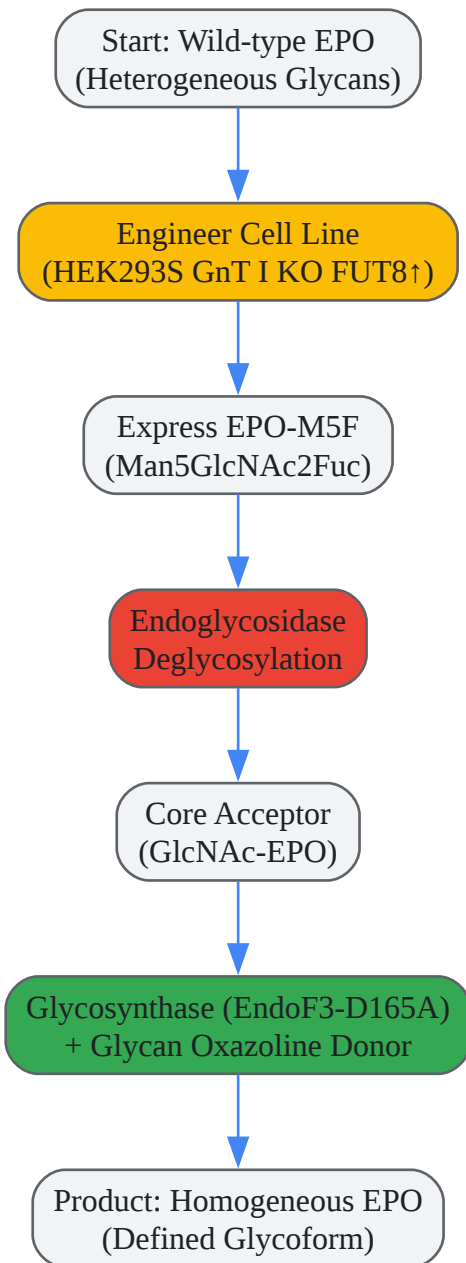 Start: Wild-type EPO
(Heterogeneous Glycans)
Engineer Cell Line
(HEK293S GnT I KO FUT8↑)
Express EPO-M5F
(Man5GlcNAc2Fuc)
Endoglycosidase
Deglycosylation
Core Acceptor
(GlcNAc-EPO)
Glycosynthase (EndoF3-D165A)
+ Glycan Oxazoline Donor
Product: Homogeneous EPO
(Defined Glycoform)